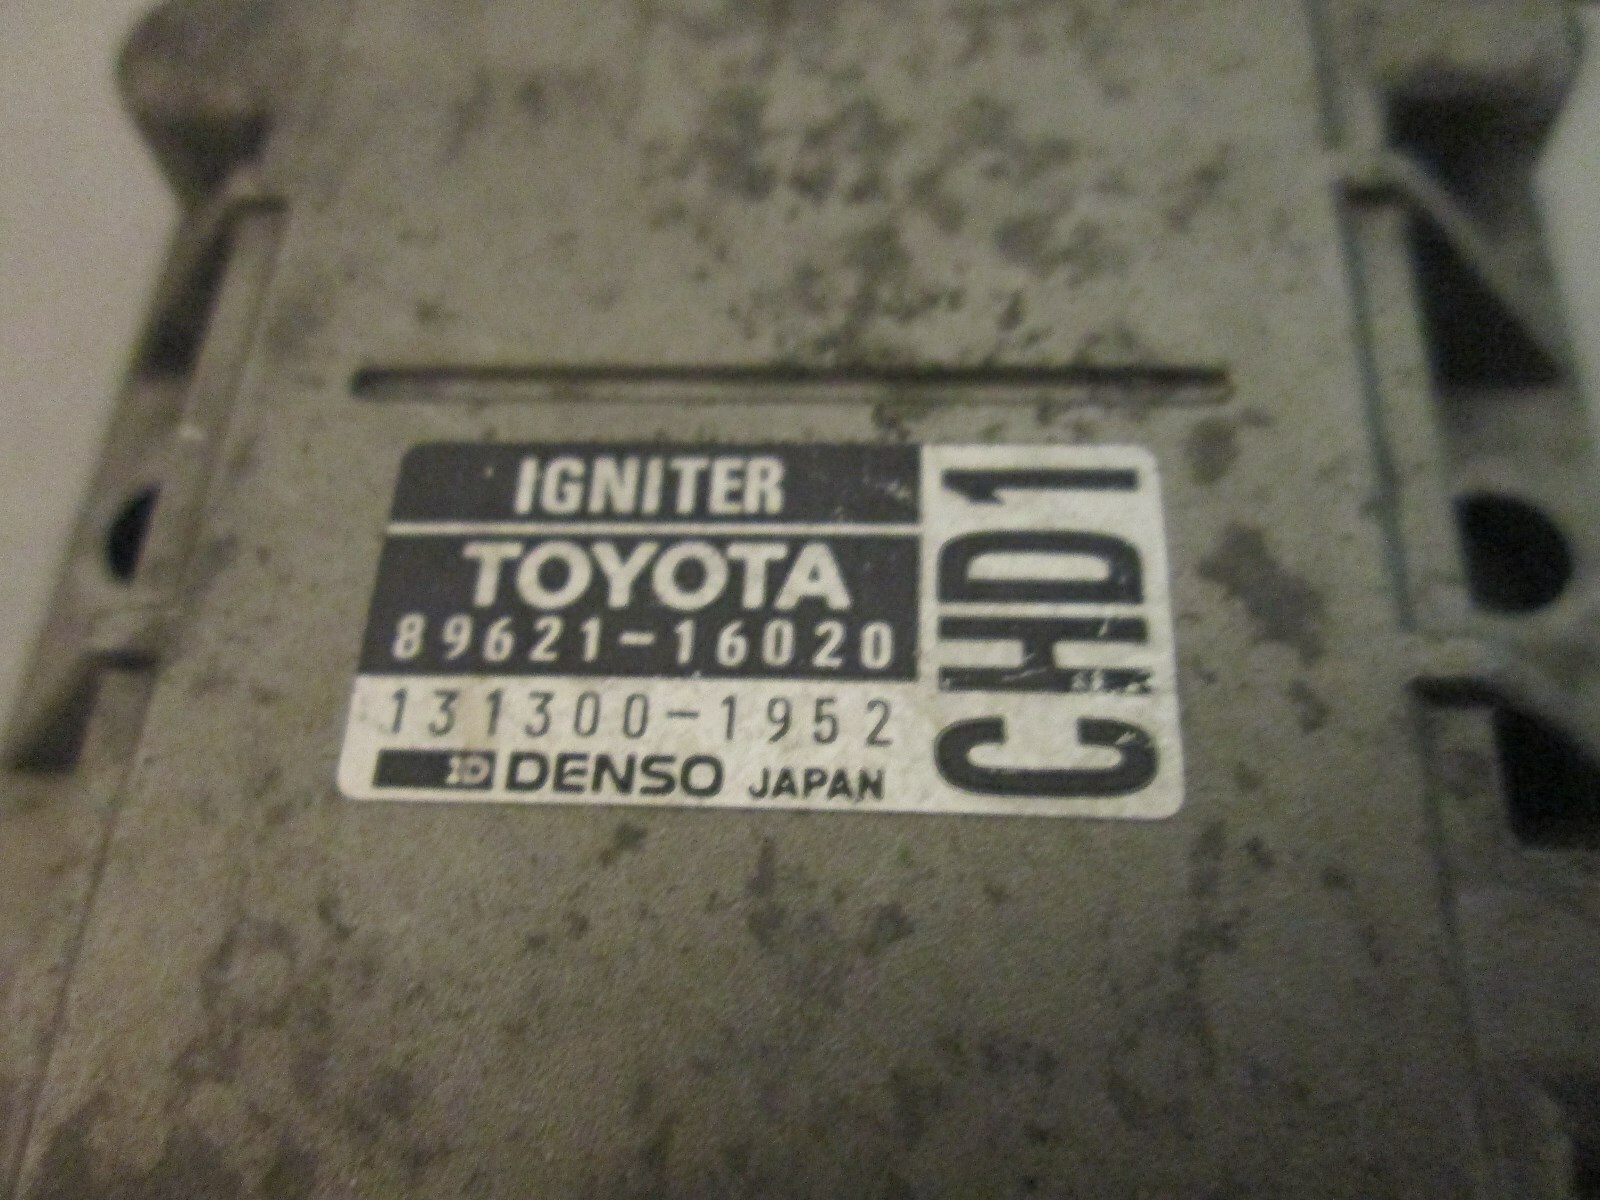 IGNITER
TOYOTA
89621-16020
131300-1952
DENSO JAPAN
CHD1